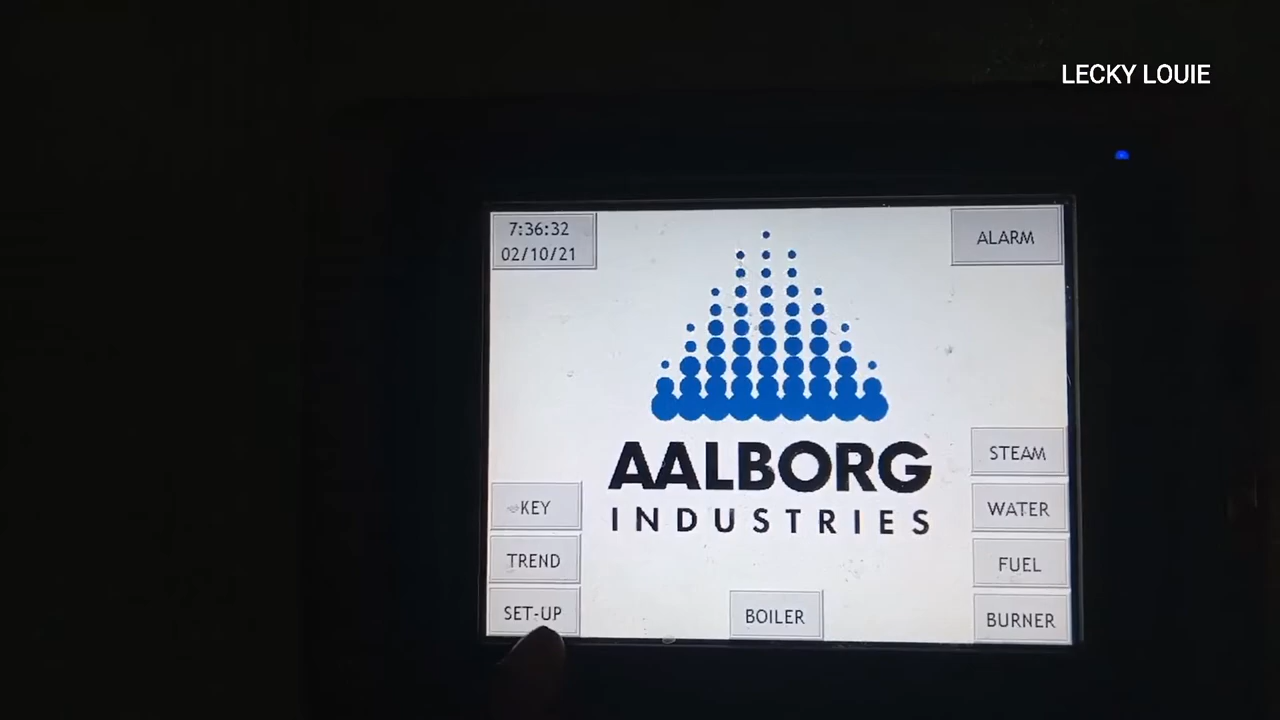 LECKY LOUIE
7:36:32
02/10/21
ALARM
AALBORG
INDUSTRIES
STEAM
KEY
WATER
TREND
FUEL
SET-UP
BOILER
BURNER